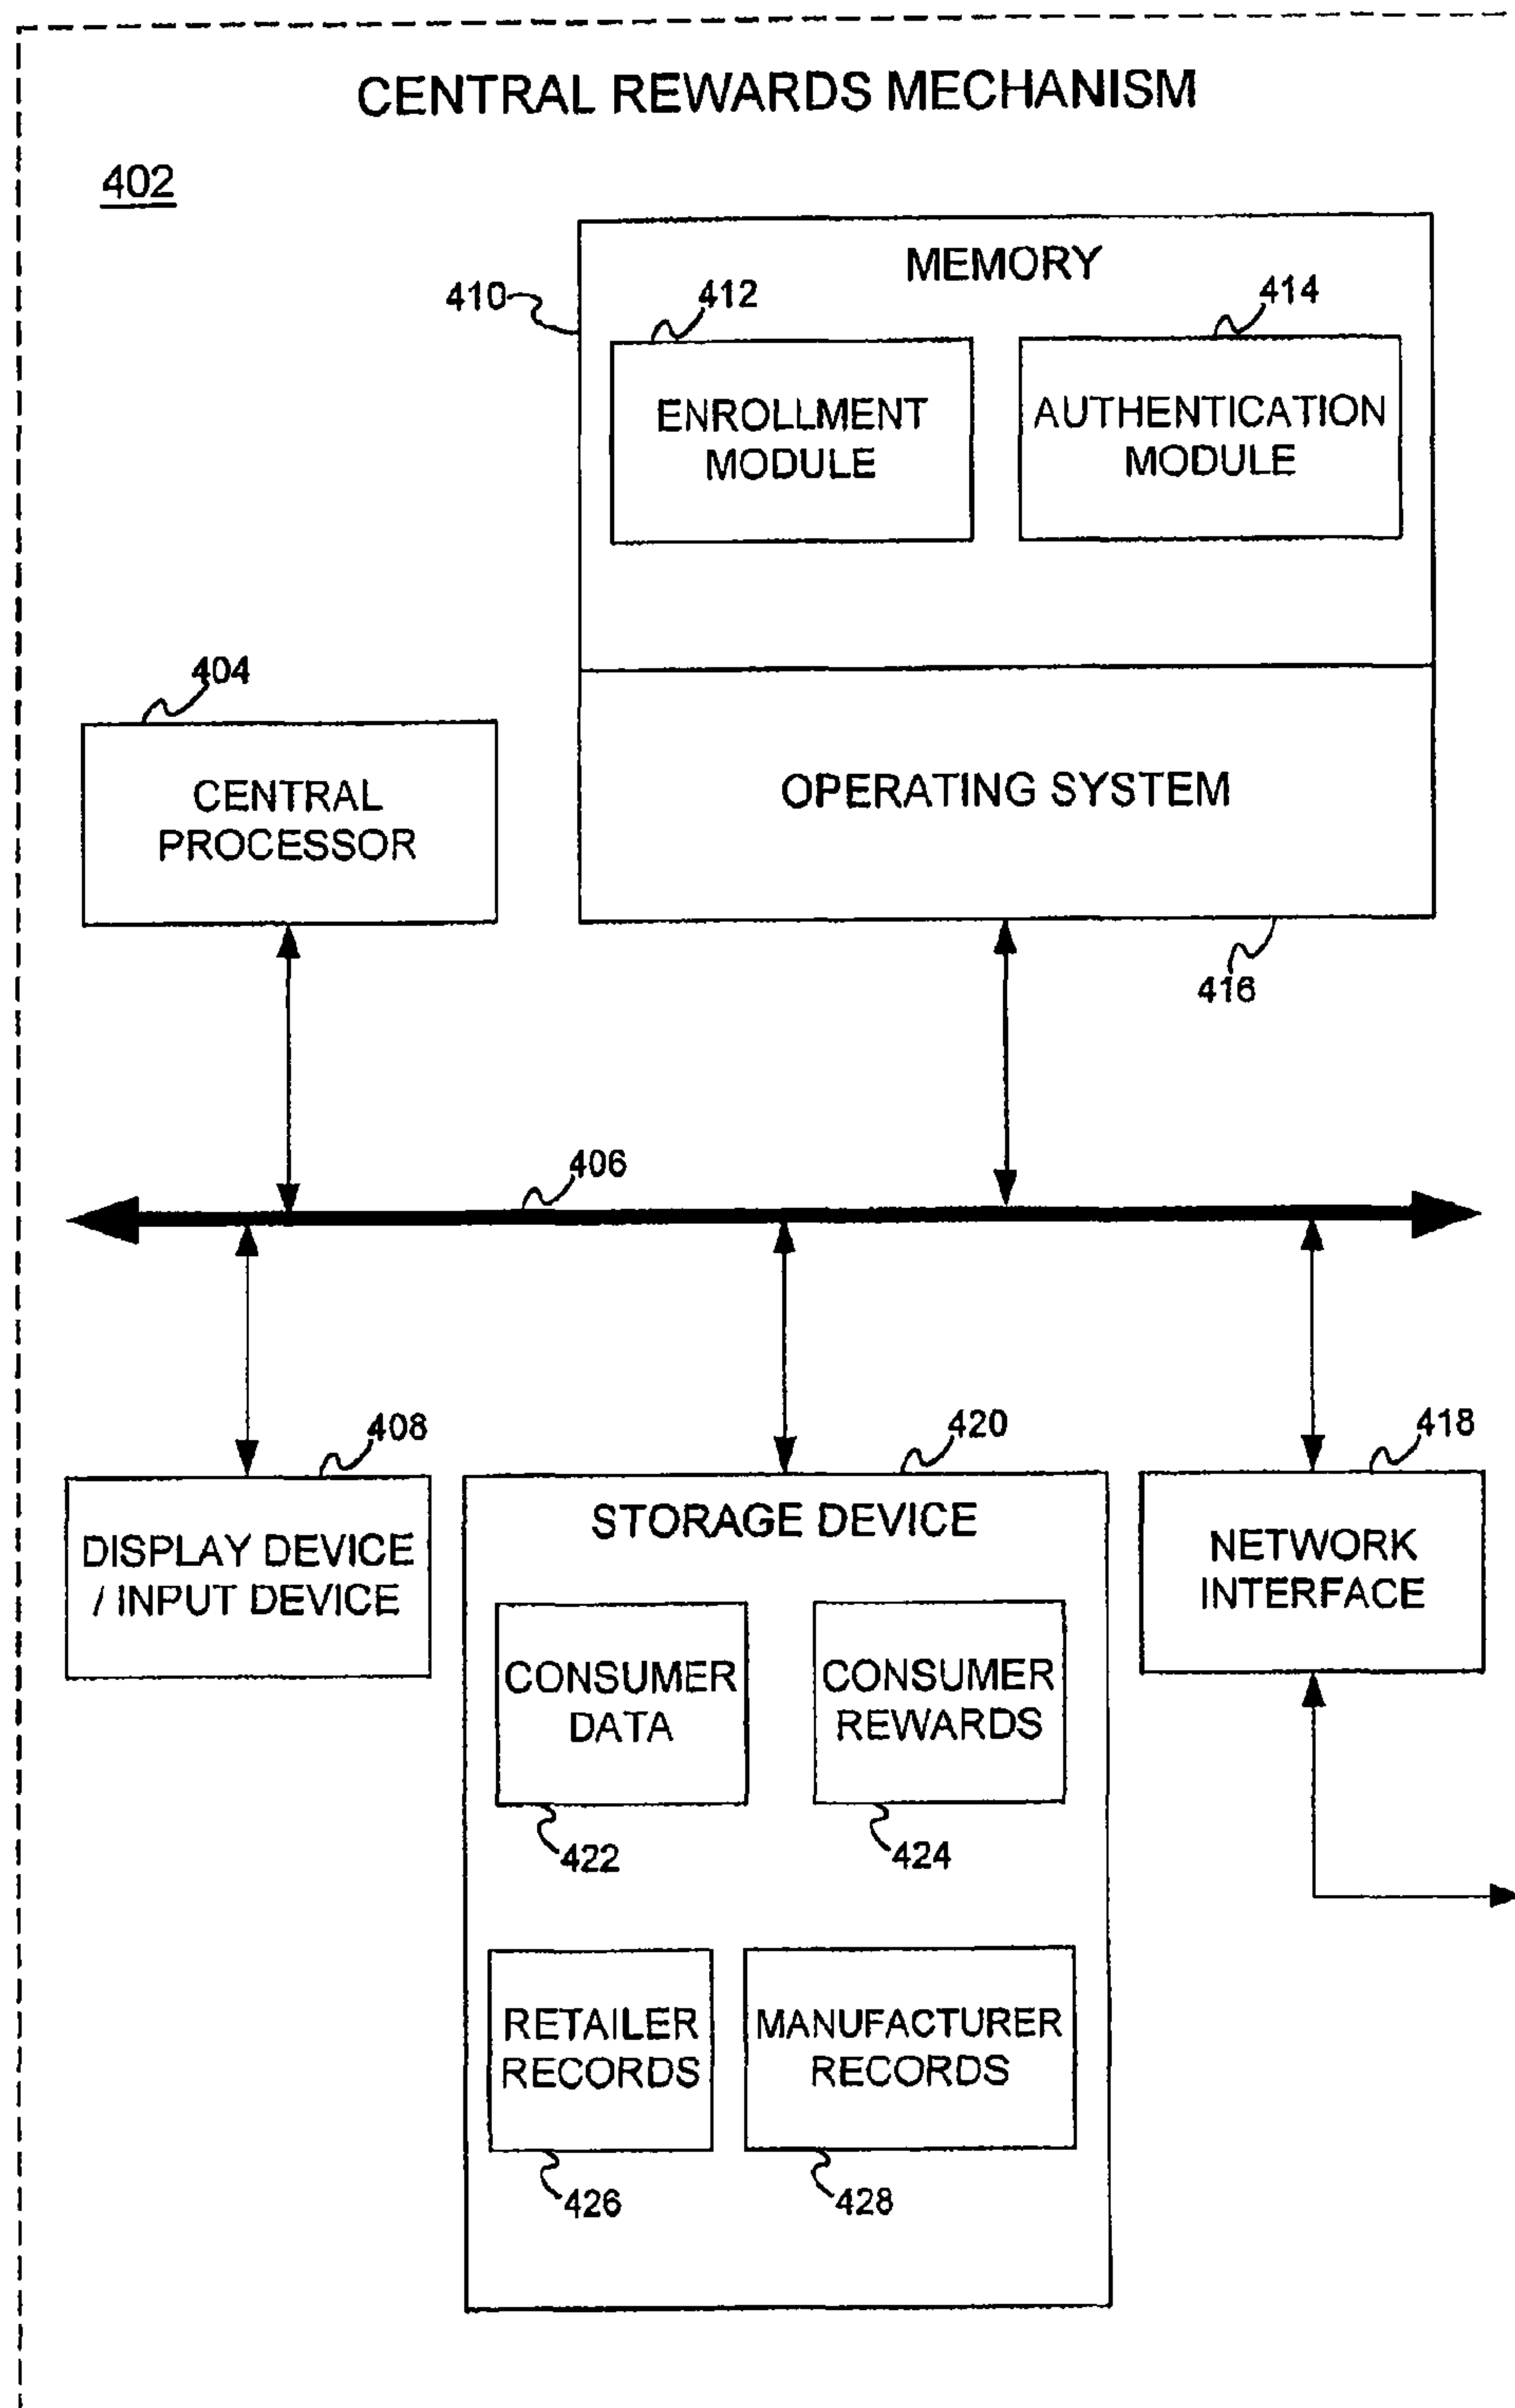 CENTRAL REWARDS MECHANISM
402
MEMORY
410
412
414
ENROLLMENT
MODULE
AUTHENTICATION
MODULE
404
CENTRAL
PROCESSOR
OPERATING SYSTEM
416
406
408
420
418
DISPLAY DEVICE
/ INPUT DEVICE
STORAGE DEVICE
NETWORK
INTERFACE
CONSUMER
DATA
CONSUMER
REWARDS
422
424
RETAILER
RECORDS
MANUFACTURER
RECORDS
426
428